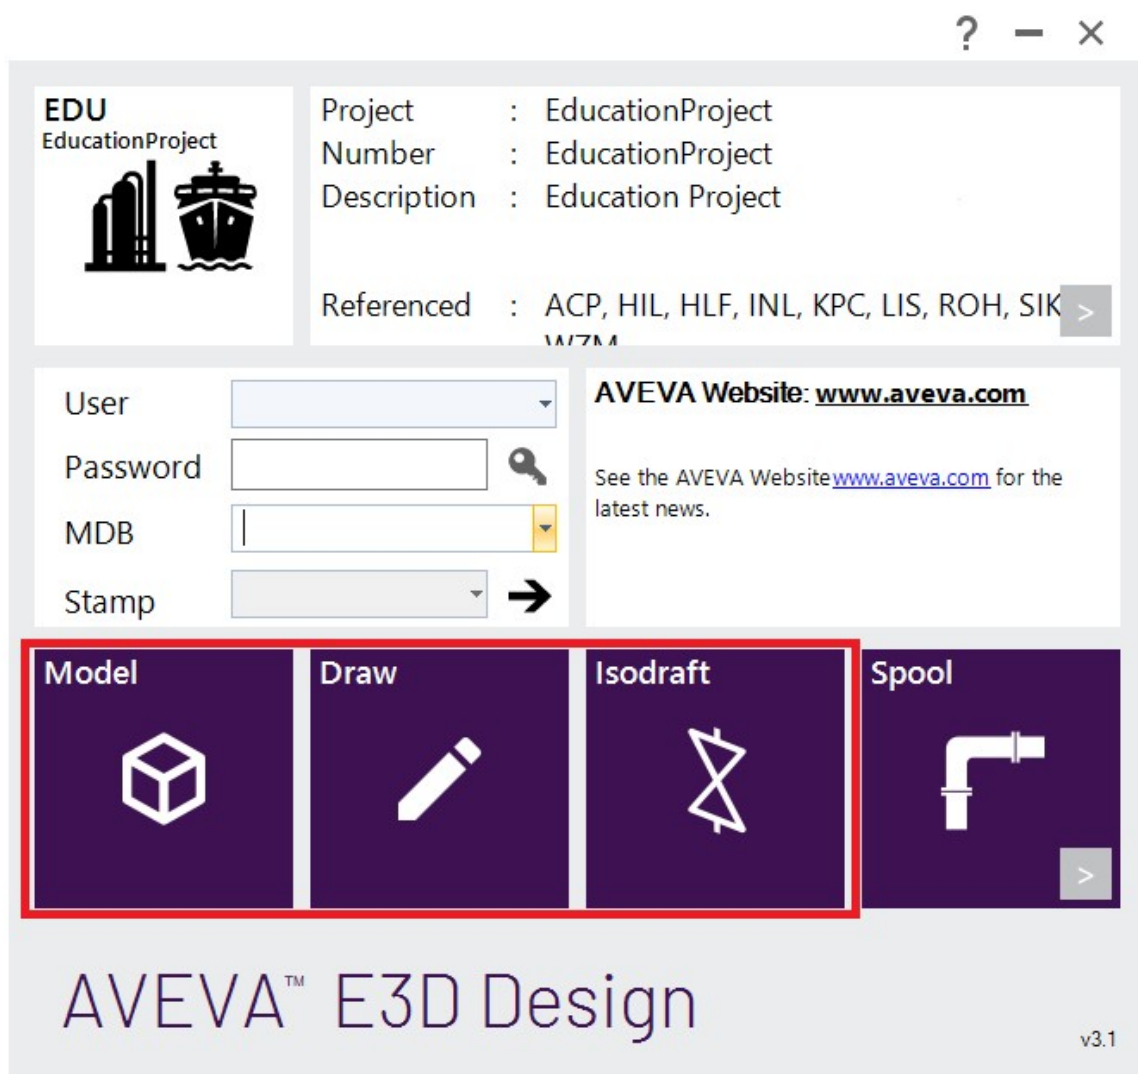 ?
EDU
EducationProject
Project : EducationProject
Number : EducationProject
Description : Education Project
Referenced : ACP, HIL, HLF, INL, KPC, LIS, ROH, SIK
>
User
Password
MDB
Stamp
AVEVA Website: www.aveva.com
See the AVEVA Websitewww.aveva.com for the
latest news.
Model
Draw
Isodraft
Spool
>
AVEVA™ E3D Design
v3.1